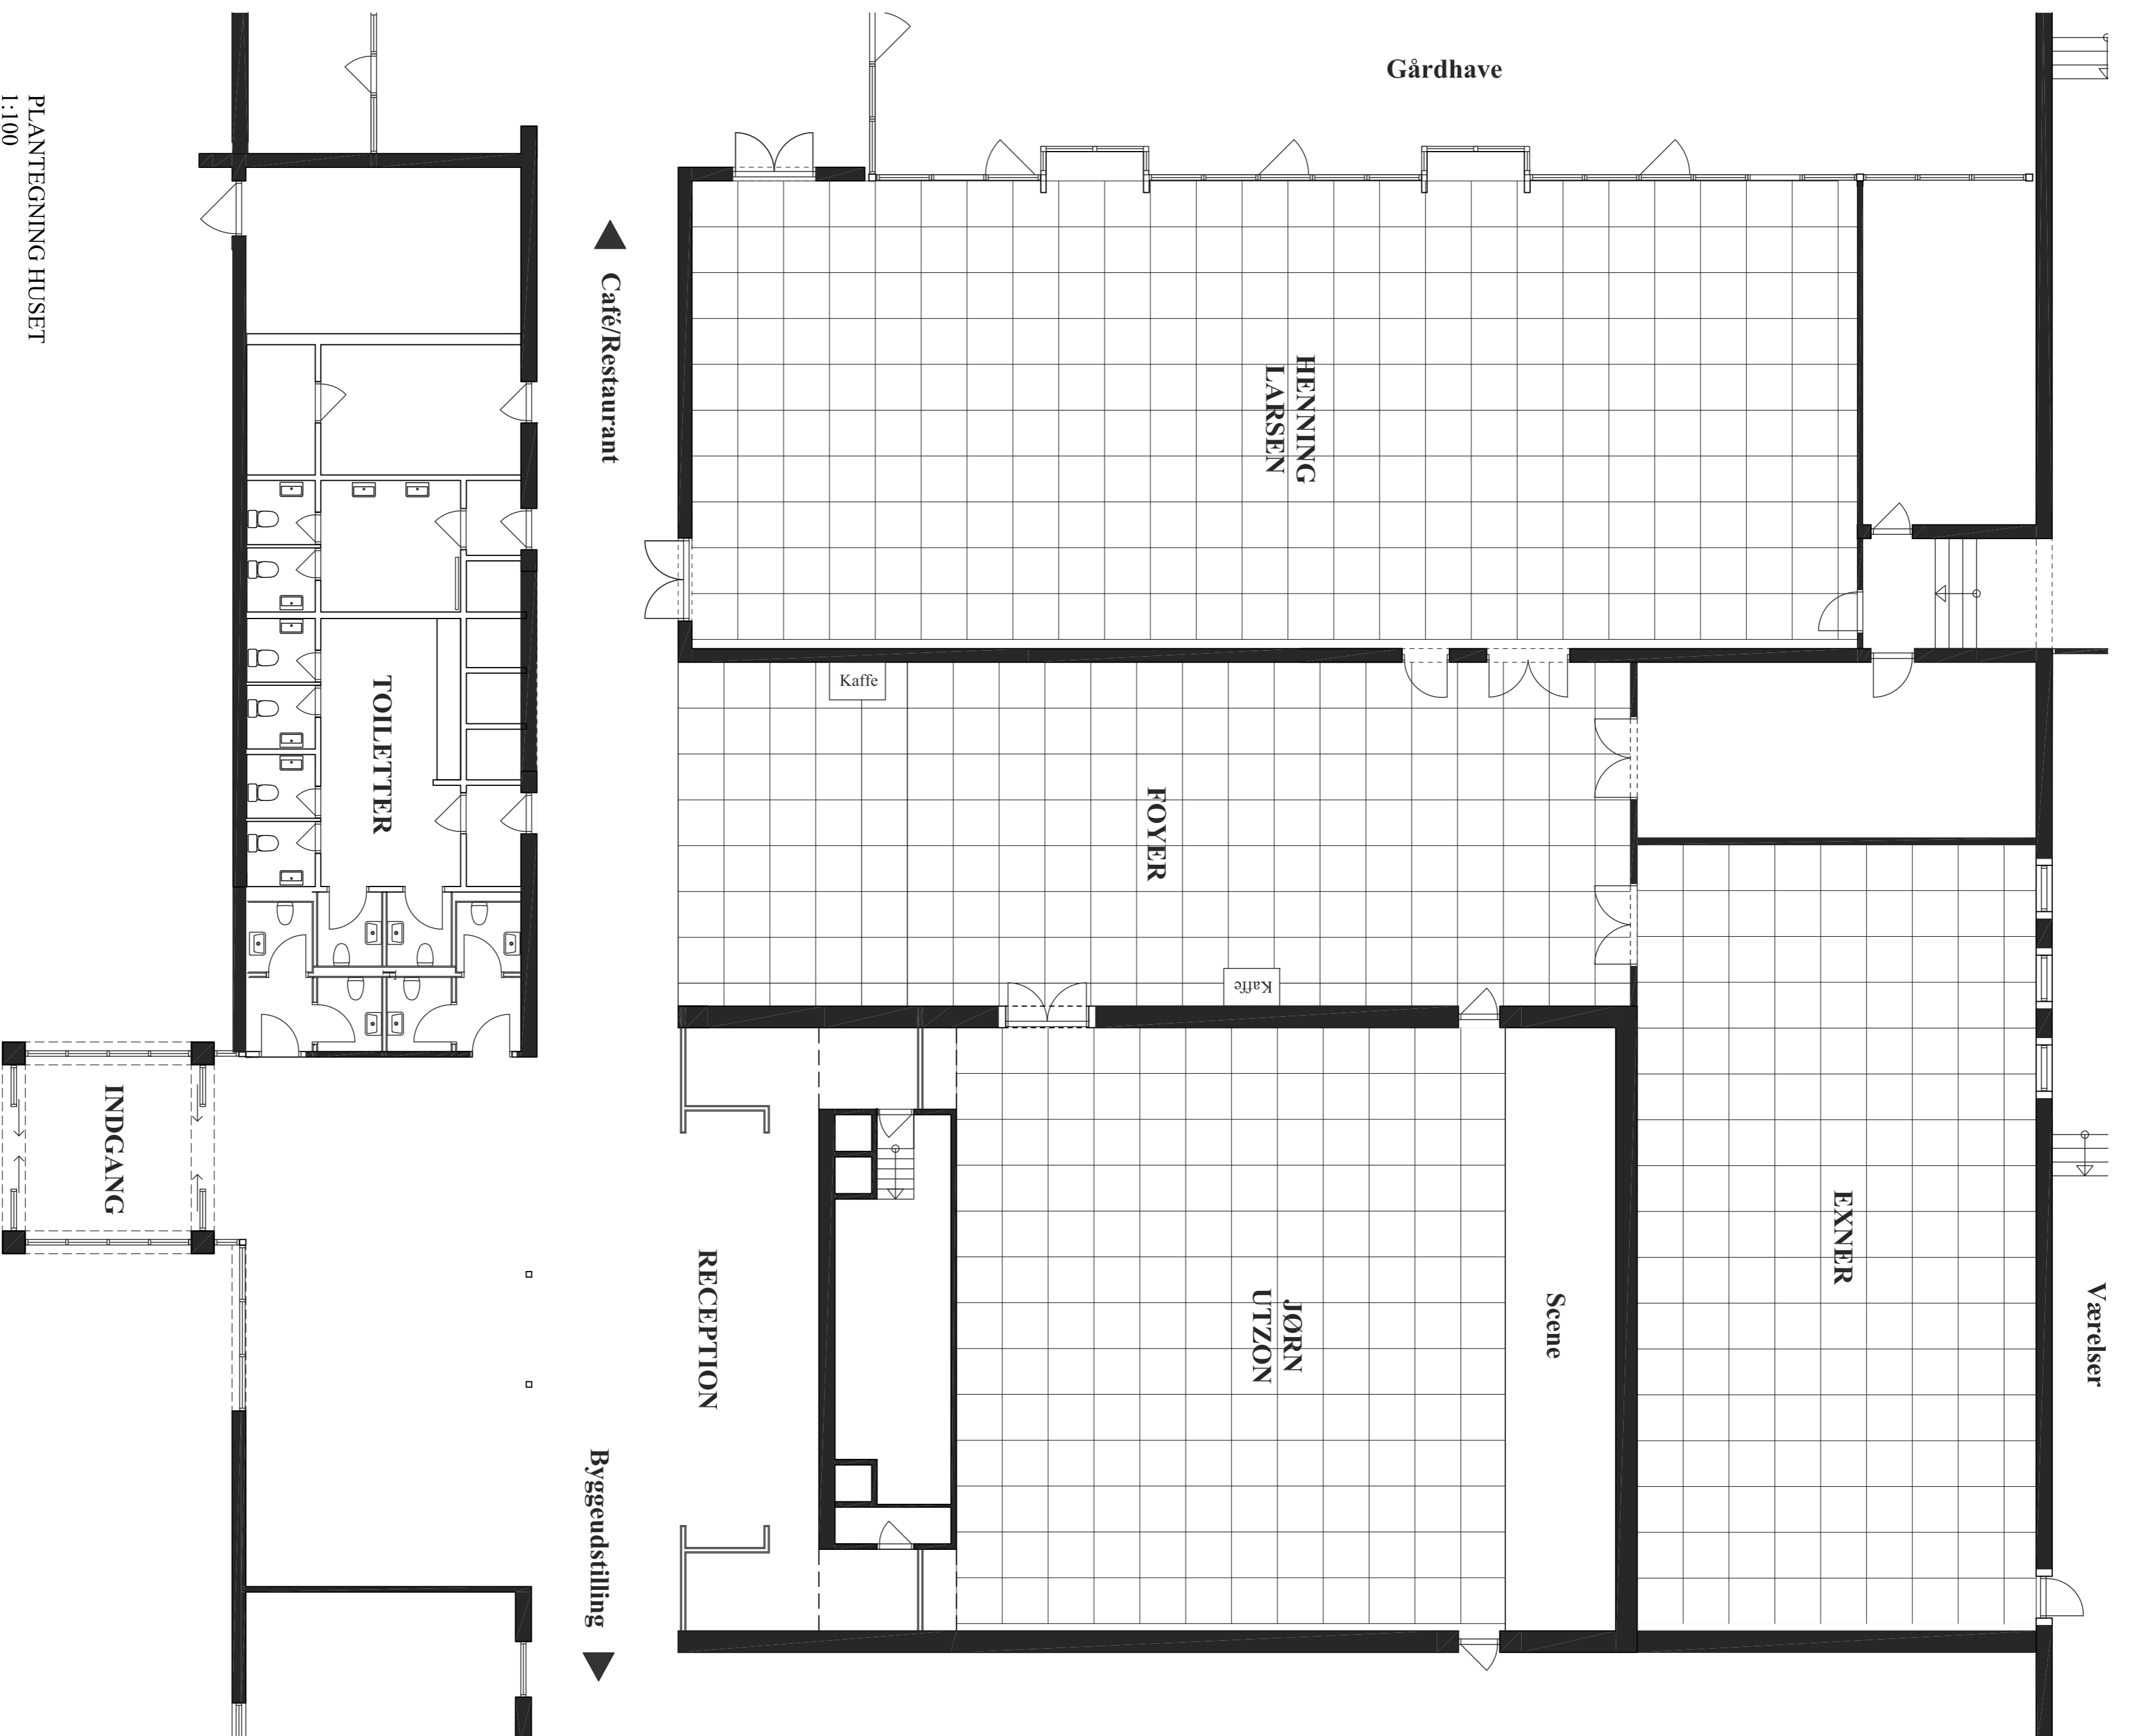 Gårdhave
HENNING
LARSEN
Café/Restaurant
Kaffe
FOYER
Kaffe
TOILETTER
EXNER
Værelser
Scene
JØRN
UTZON
RECEPTION
INDGANG
Byggeudstilling
PLANTEGNING HUSET
1:100